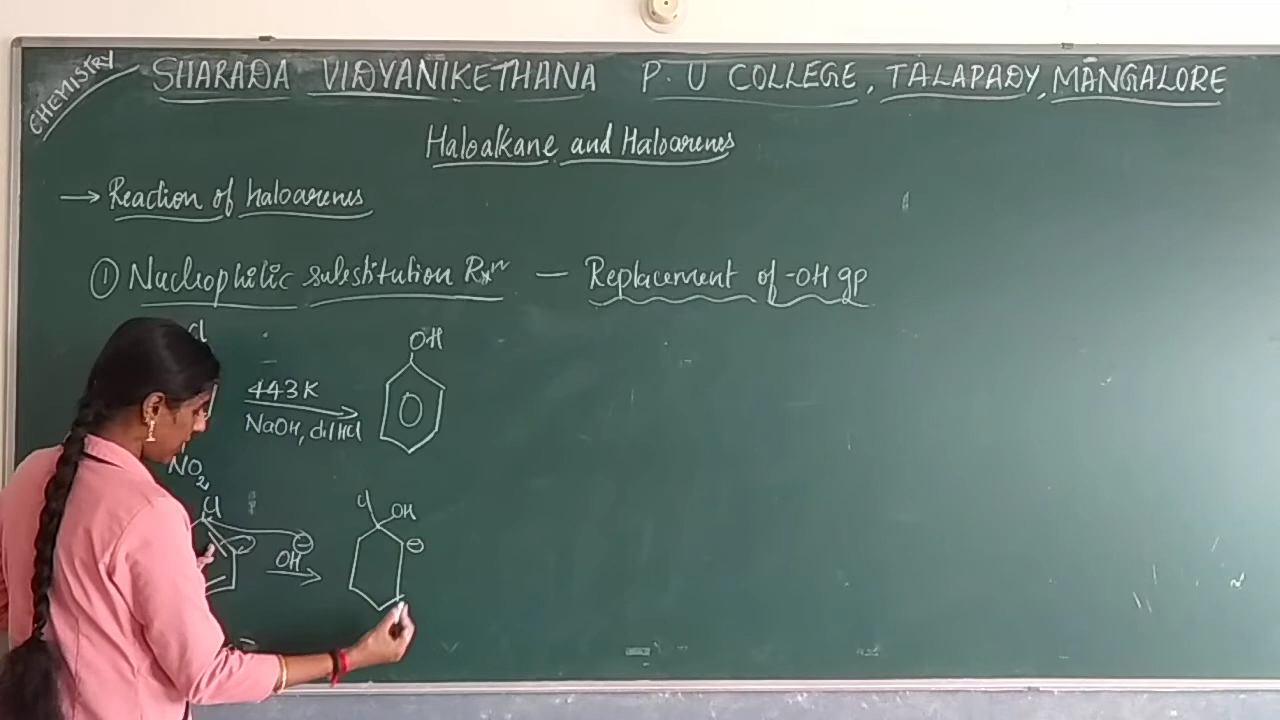 CHEMISTRY
SHARADA VIDYANIKETHANA P. U COLLEGE, TALAPADY, MANGALORE
Haloalkane and Haloarenes
→ Reaction of haloarenes
① Nucleophilic substitution Rxⁿ — Replacement of -OH gp
Cl
OH
443K
NaOH, dil HCl
NO₂
Cl
OH
Cl
OH